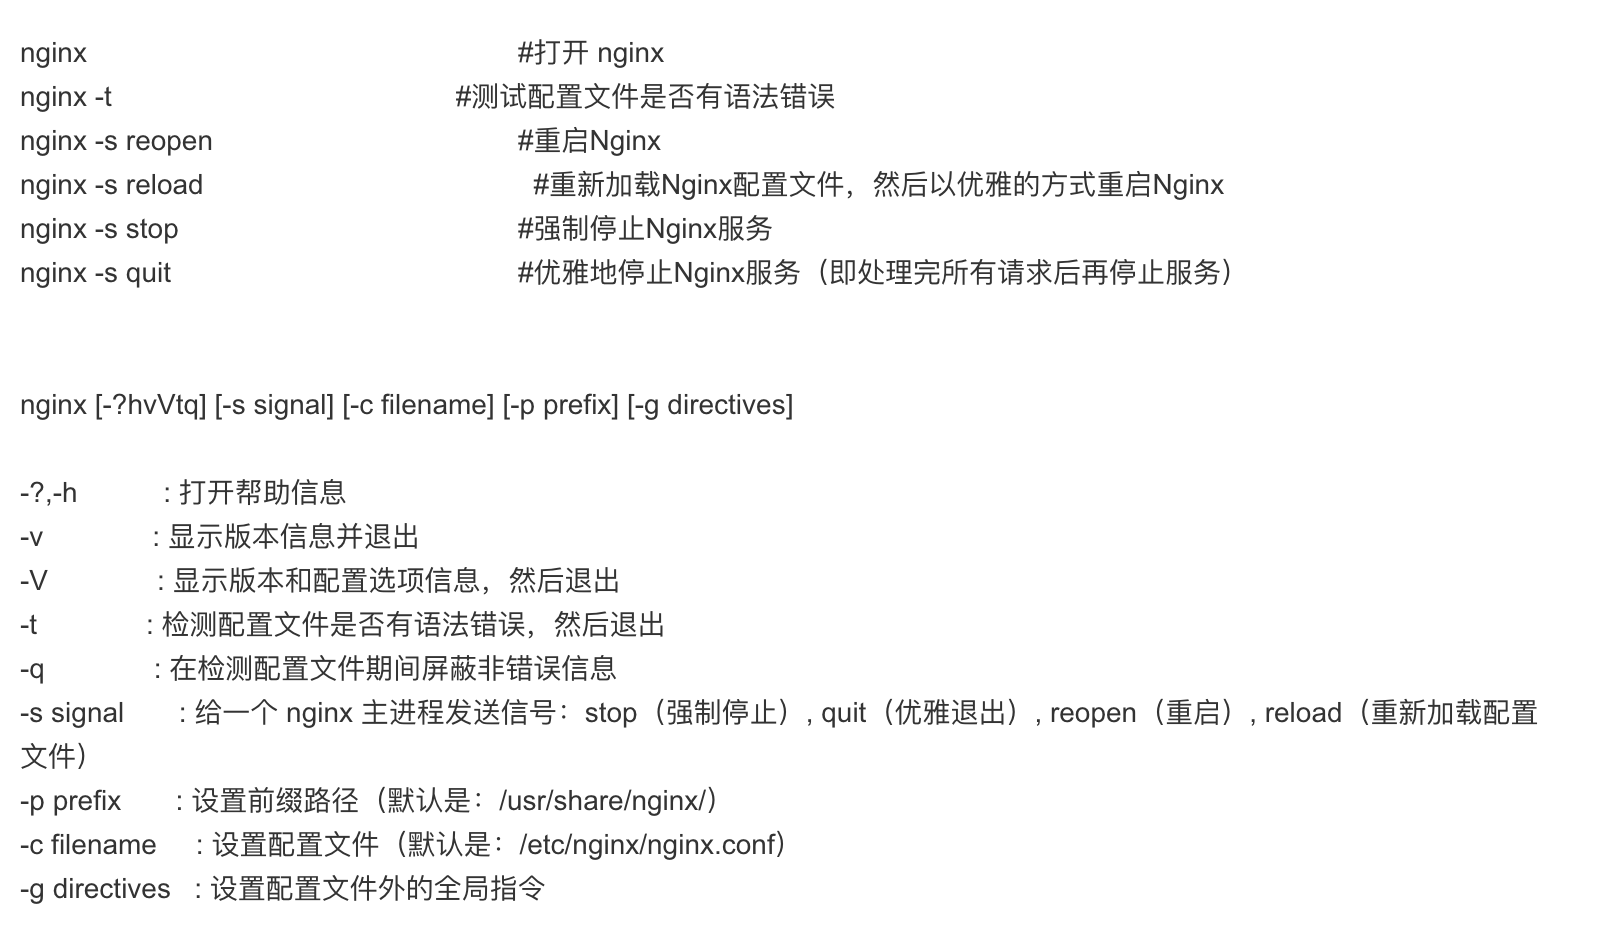 nginx #打开 nginx
nginx -t #测试配置文件是否有语法错误
nginx -s reopen #重启Nginx
nginx -s reload #重新加载Nginx配置文件，然后以优雅的方式重启Nginx
nginx -s stop #强制停止Nginx服务
nginx -s quit #优雅地停止Nginx服务（即处理完所有请求后再停止服务）
nginx [-?hvVtq] [-s signal] [-c filename] [-p prefix] [-g directives]
-?,-h : 打开帮助信息
-v : 显示版本信息并退出
-V : 显示版本和配置选项信息，然后退出
-t : 检测配置文件是否有语法错误，然后退出
-q : 在检测配置文件期间屏蔽非错误信息
-s signal : 给一个 nginx 主进程发送信号：stop（强制停止）, quit（优雅退出）, reopen（重启）, reload（重新加载配置
文件）
-p prefix : 设置前缀路径（默认是：/usr/share/nginx/）
-c filename : 设置配置文件（默认是：/etc/nginx/nginx.conf）
-g directives : 设置配置文件外的全局指令